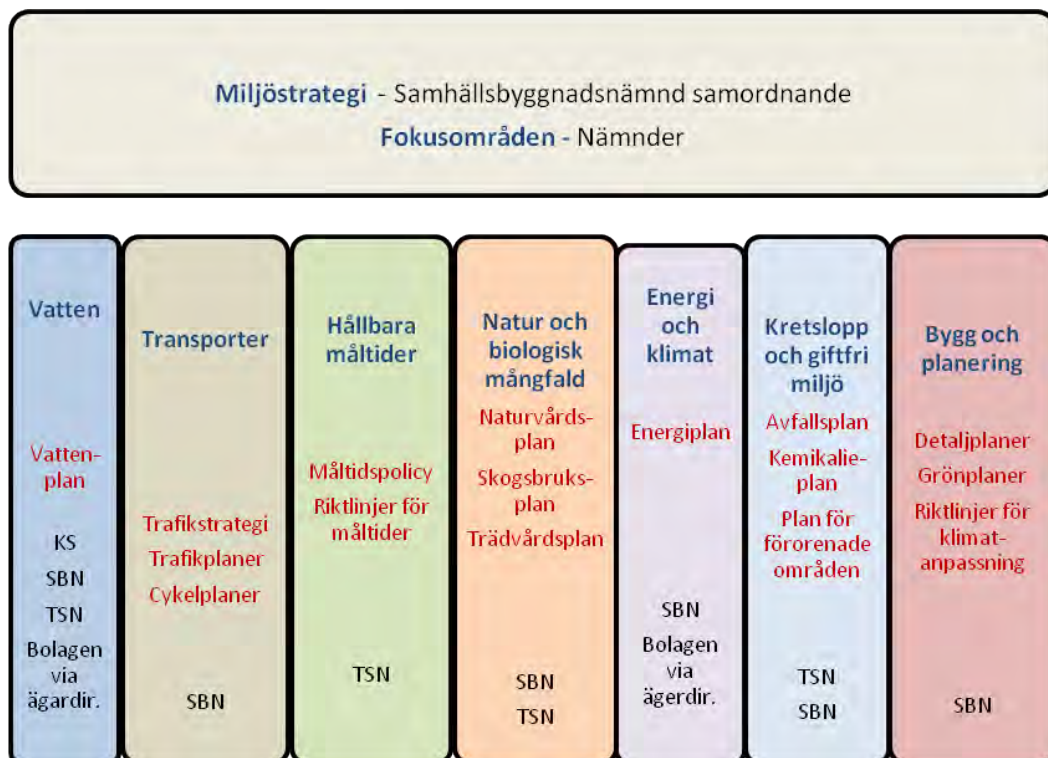 Miljöstrategi - Samhällsbyggnadsnämnd samordnande
Fokusområden - Nämnder
Vatten
Vatten-
plan
KS
SBN
TSN
Bolagen
via
ägardir.
Transporter
Trafikstrategi
Trafikplaner
Cykelplaner
SBN
Hållbara
måltider
Måltidspolicy
Riktlinjer för
måltider
TSN
Natur och
biologisk
mångfald
Naturvårds-
plan
Skogsbruks-
plan
Trädvårdsplan
SBN
TSN
Energi
och
klimat
Energiplan
SBN
Bolagen
via
ägerdir.
Kretslopp
och giftfri
miljö
Avfallsplan
Kemikalie-
plan
Plan för
förorenade
områden
TSN
SBN
Bygg och
planering
Detaljplaner
Grönplaner
Riktlinjer för
klimat-
anpassning
SBN